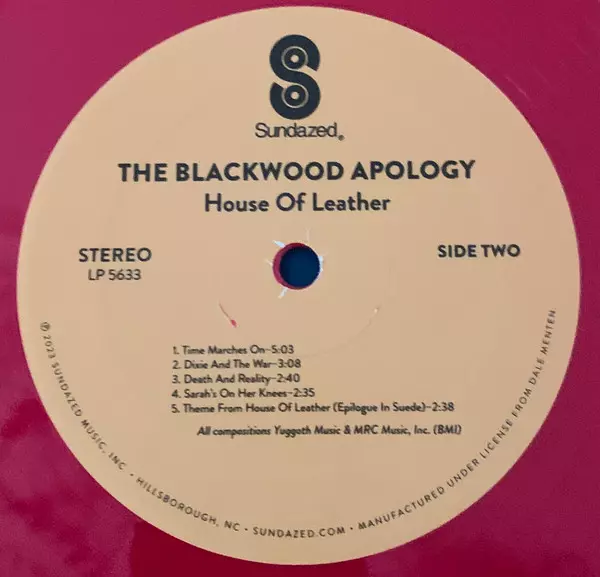 Sundazed®
THE BLACKWOOD APOLOGY
House Of Leather
STEREO
LP 5633
SIDE TWO
1. Time Marches On–5:03
2. Dixie And The War–3:08
3. Death And Reality–2:40
4. Sarah's On Her Knees–2:35
5. Theme From House Of Leather (Epilogue In Suede)–2:38
All compositions Yuggoth Music & MRC Music, Inc. (BMI)
℗ 2023 SUNDAZED MUSIC, INC. • HILLSBOROUGH, NC • SUNDAZED.COM • MANUFACTURED UNDER LICENSE FROM DALE MENTEN